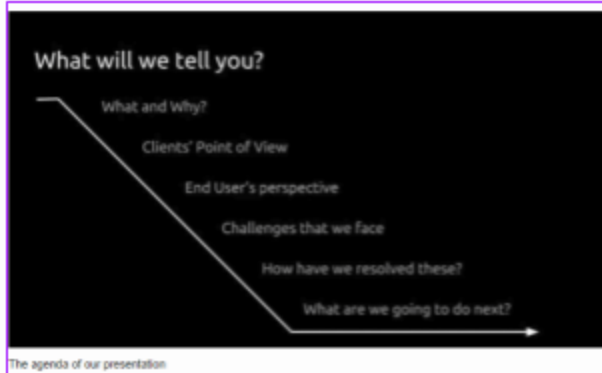 What will we tell you?
What and Why?
Clients' Point of View
End User's perspective
Challenges that we face
How have we resolved these?
What are we going to do next?
The agenda of our presentation